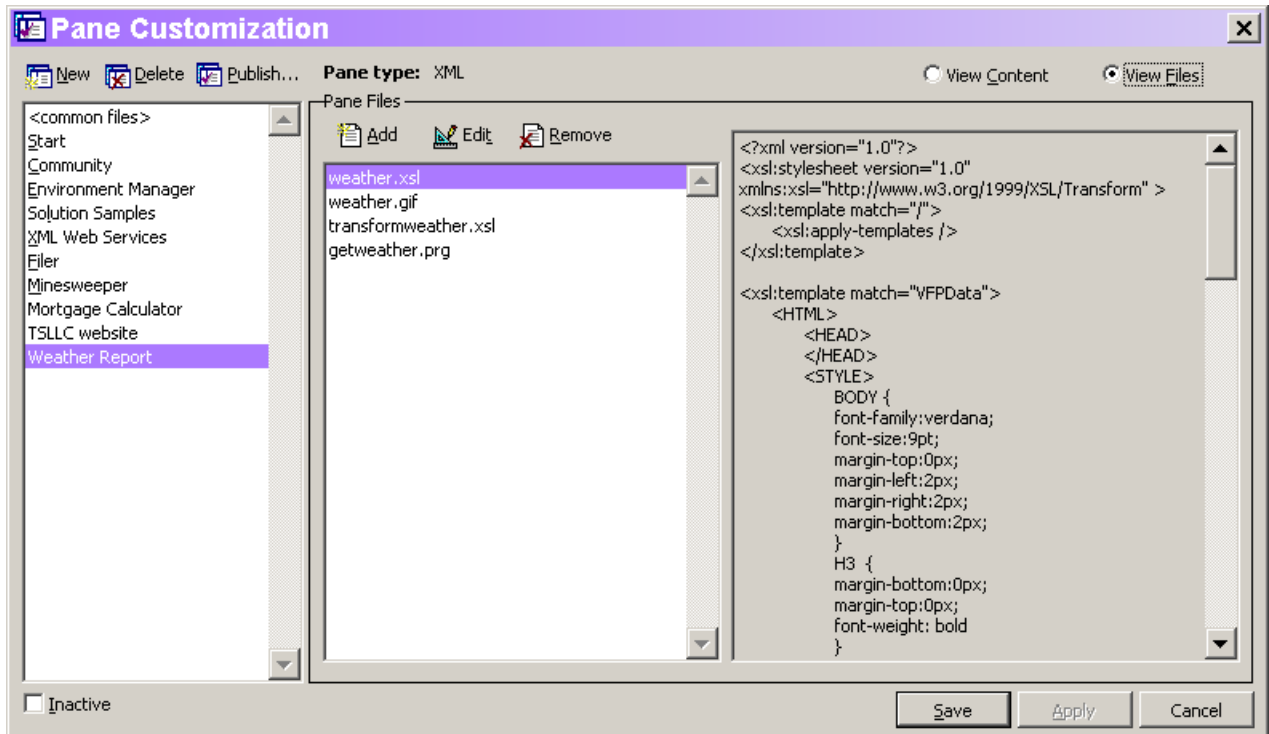 Pane Customization
New Delete Publish... Pane type: XML View Content View Files
Pane Files
<common files>
Start
Community
Environment Manager
Solution Samples
XML Web Services
Filer
Minesweeper
Mortgage Calculator
TSLLC website
Weather Report
Add Edit Remove
weather.xsl
weather.gif
transformweather.xsl
getweather.prg
<?xml version="1.0"?>
<xsl:stylesheet version="1.0"
xmlns:xsl="http://www.w3.org/1999/XSL/Transform" >
<xsl:template match="/">
<xsl:apply-templates />
</xsl:template>
<xsl:template match="VFPData">
<HTML>
<HEAD>
</HEAD>
<STYLE>
BODY {
font-family:verdana;
font-size:9pt;
margin-top:0px;
margin-left:2px;
margin-right:2px;
margin-bottom:2px;
}
H3 {
margin-bottom:0px;
margin-top:0px;
font-weight: bold
}
Inactive
Save Apply Cancel